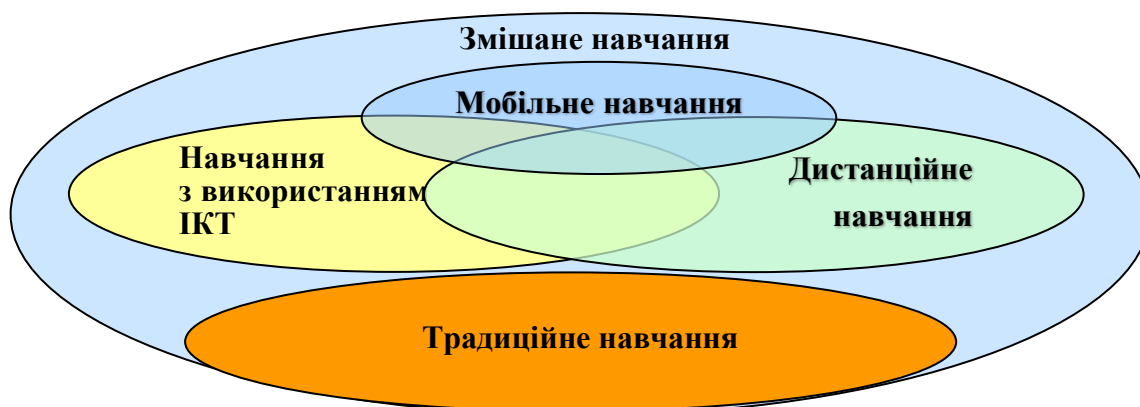 Змішане навчання
Мобільне навчання
Навчання
з використанням
ІКТ
Дистанційне
навчання
Традиційне навчання